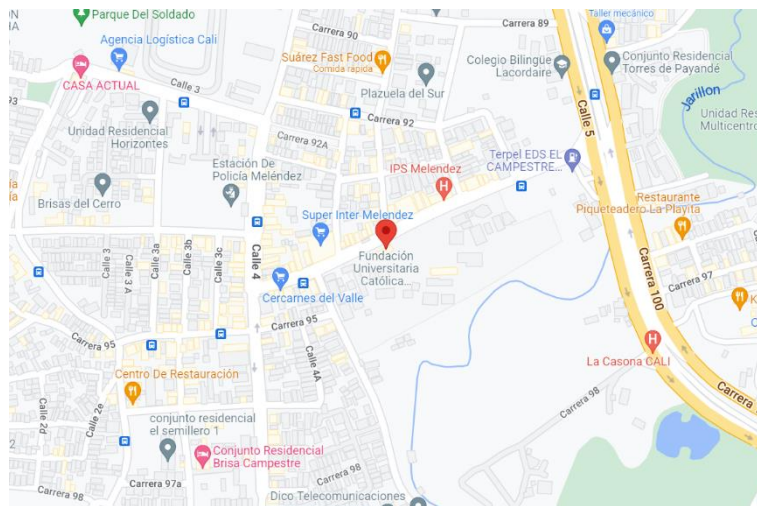 Parque Del Soldado
Carrera 90
Carrera 89
Taller mecánico
Agencia Logística Cali
Suárez Fast Food
Comida rápida
Colegio Bilingüe
Lacordaire
Conjunto Residencial
Torres de Payandé
CASA ACTUAL
Calle 3
Plazuela del Sur
Calle 5
Jarillon
Unidad Res
Multicentro
Unidad Residencial
Horizontes
Carrera 92
Carrera 92A
Estación De
Policía Meléndez
IPS Melendez
Terpel EDS EL
CAMPESTRE...
Brisas del Cerro
Super Inter Melendez
Restaurante
Piqueteadero La Playita
Fundación
Universitaria
Católica...
Calle 3
Calle 3 A
Calle 3a
Calle 3b
Calle 3c
Calle 4
Cercarnes del Valle
Carrera 100
Carrera 97
Carrera 95
Carrera 95
Calle 4A
La Casona CALI
Centro De Restauración
Calle 2e
Calle 2d
conjunto residencial
el semillero 1
Conjunto Residencial
Brisa Campestre
Carrera 98
Carrera
Carrera 98
Carrera 97a
Carrera 98
Dico Telecomunicaciones